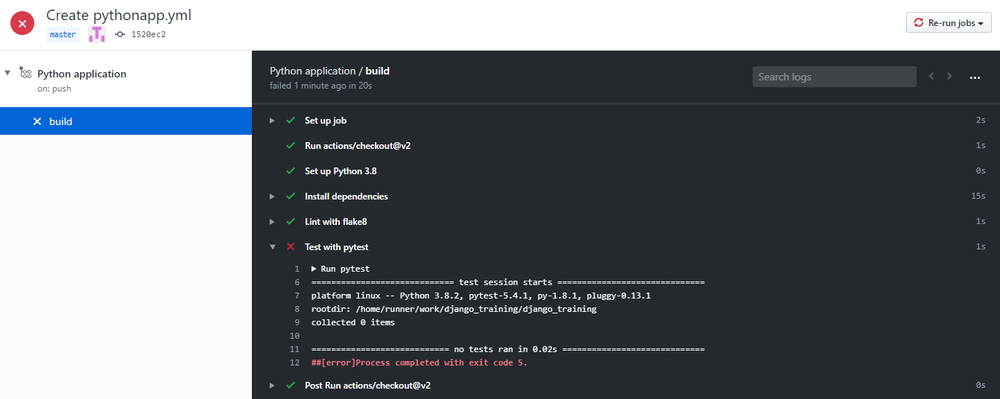 Create pythonapp.yml
master 1520ec2
Re-run jobs
Python application
on: push
build
Python application / build
failed 1 minute ago in 20s
Search logs
Set up job 2s
Run actions/checkout@v2 1s
Set up Python 3.8 0s
Install dependencies 15s
Lint with flake8 1s
Test with pytest 1s
1 Run pytest
6 ============================= test session starts ==============================
7 platform linux -- Python 3.8.2, pytest-5.4.1, py-1.8.1, pluggy-0.13.1
8 rootdir: /home/runner/work/django_training/django_training
9 collected 0 items
10
11 ============================ no tests ran in 0.02s =============================
12 ##[error]Process completed with exit code 5.
Post Run actions/checkout@v2 0s